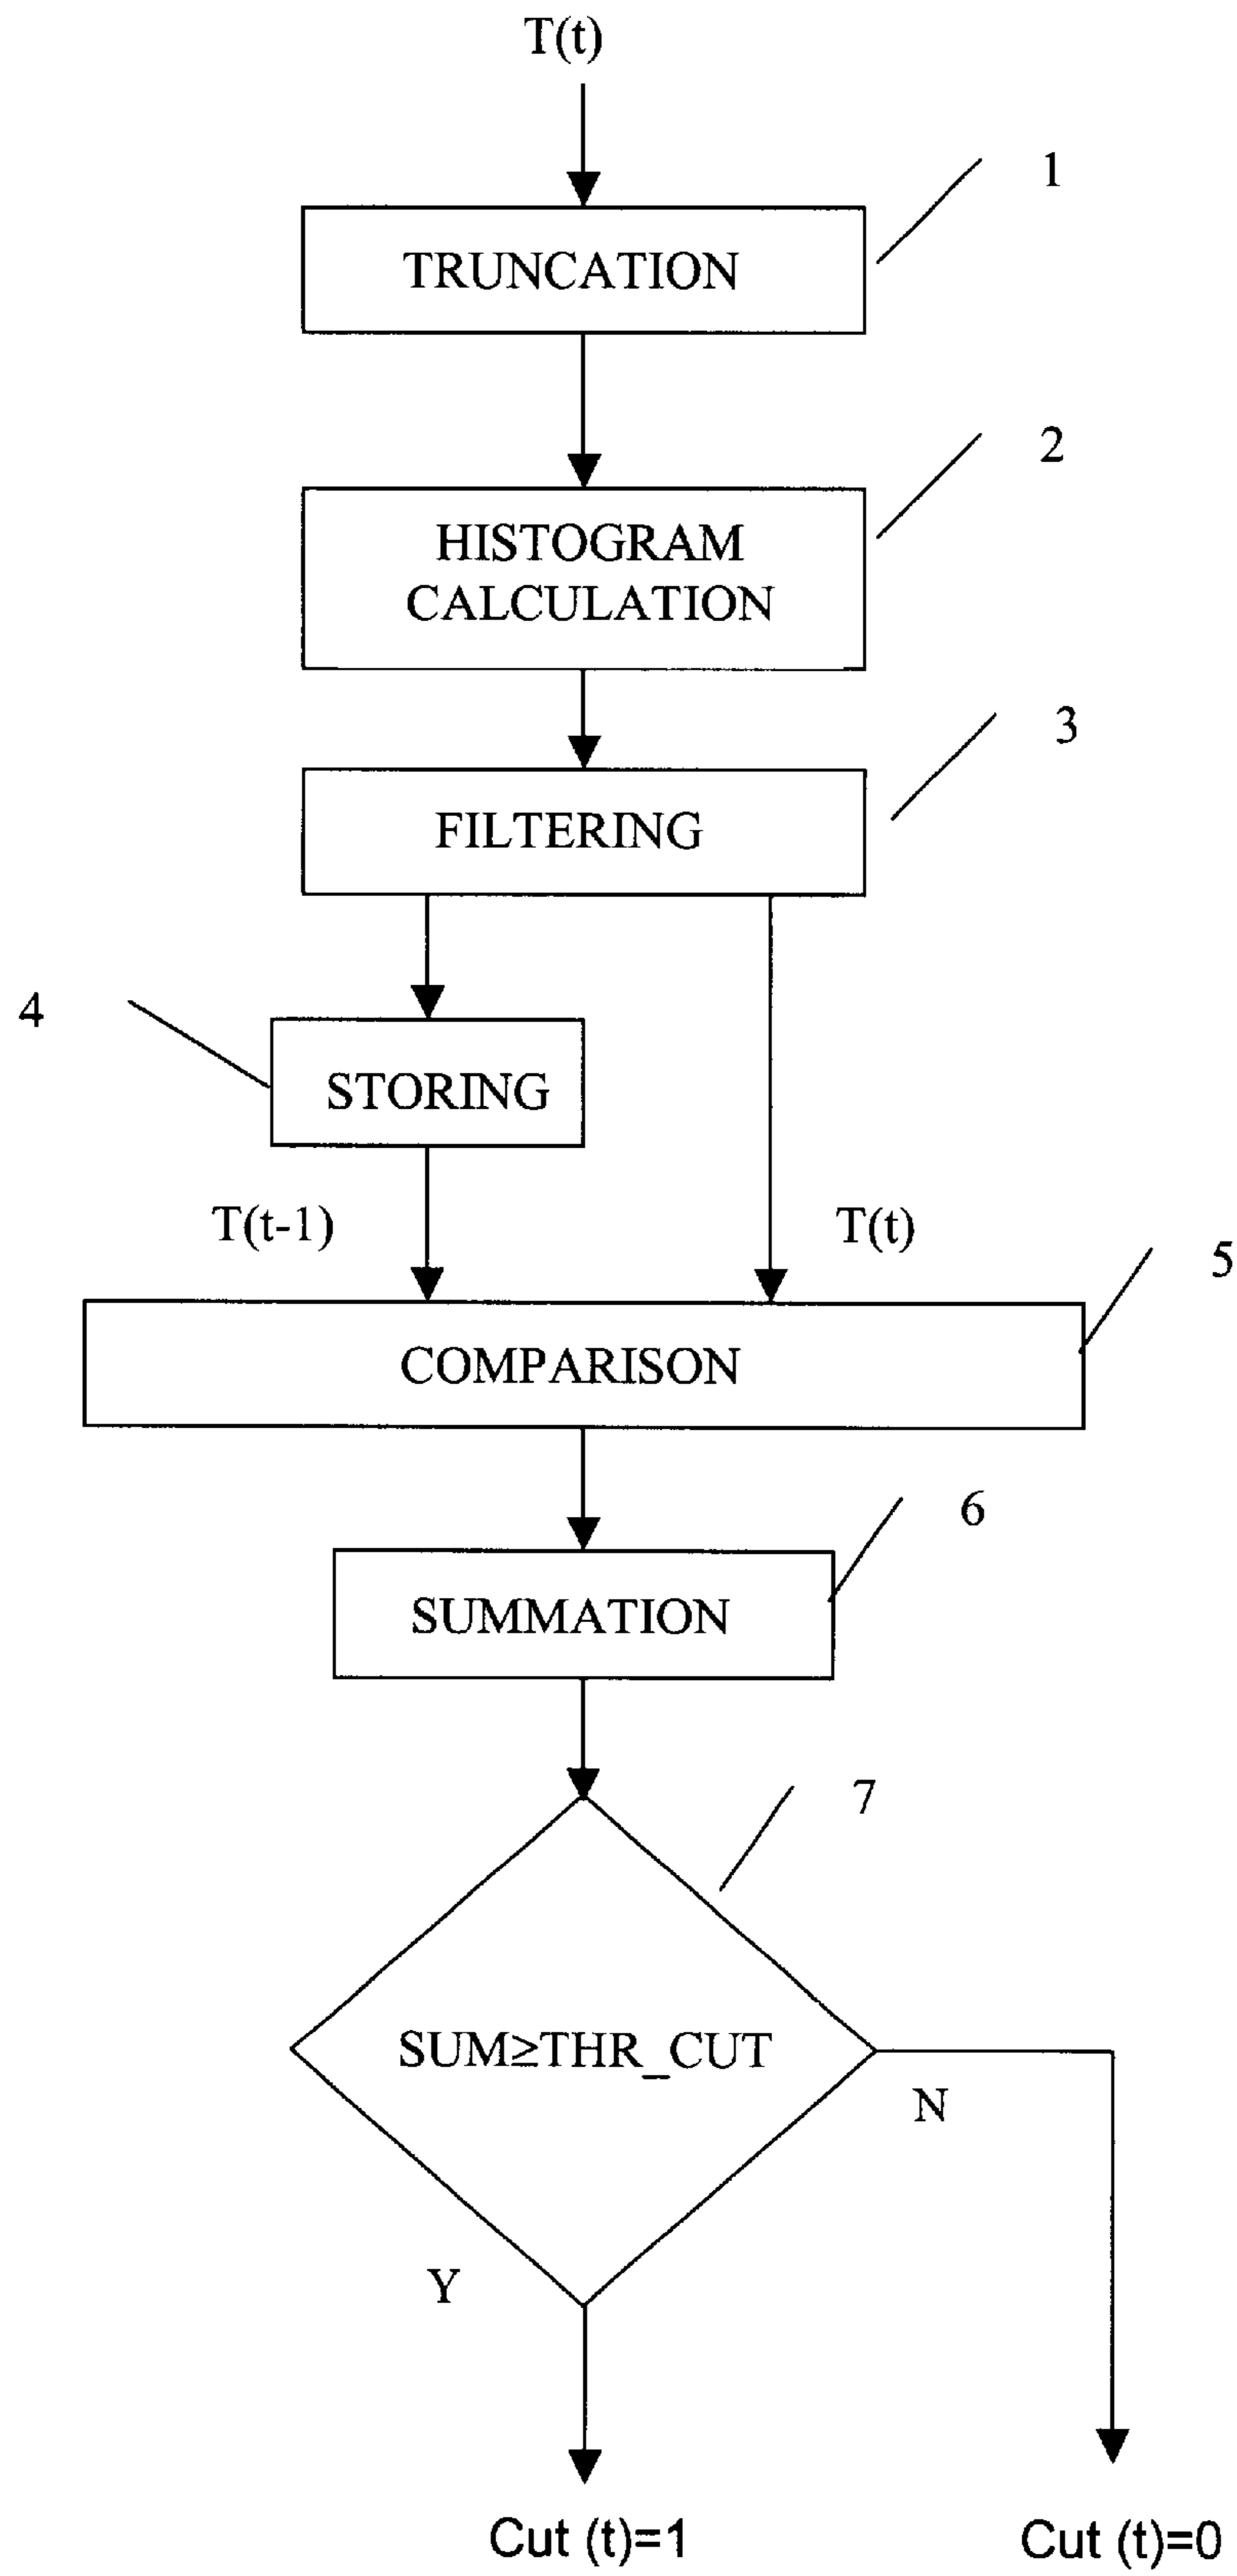 T(t)
1
TRUNCATION
2
HISTOGRAM
CALCULATION
3
FILTERING
4
STORING
T(t-1)
T(t)
5
COMPARISON
6
SUMMATION
7
SUM≥THR_CUT
N
Y
Cut (t)=1
Cut (t)=0